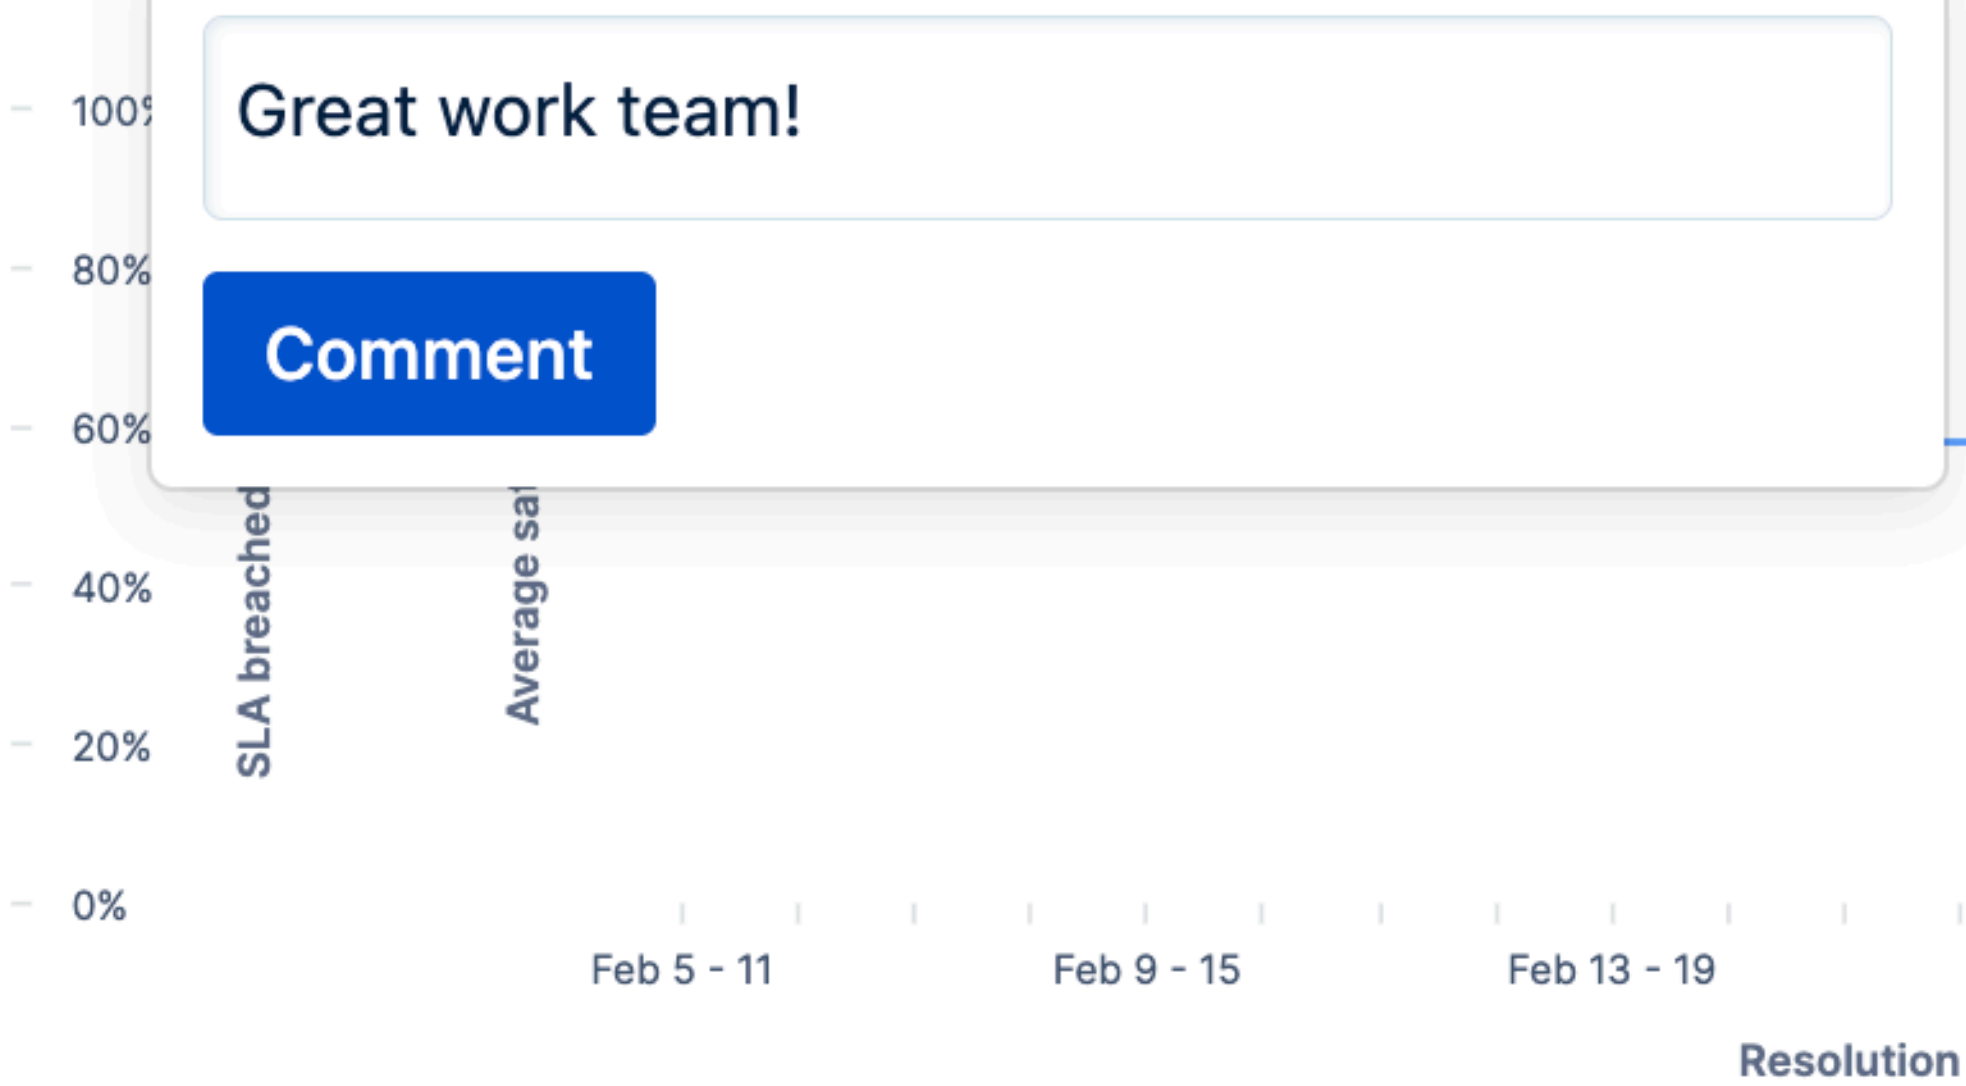 Great work team!
Comment
100%
80%
60%
40%
20%
0%
SLA breached
Average
Feb 5 - 11
Feb 9 - 15
Feb 13 - 19
Resolution